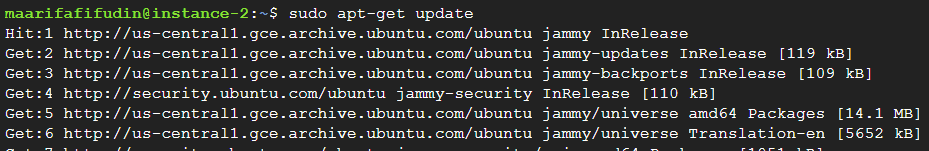 maarifafifudin@instance-2:~$ sudo apt-get update
Hit:1 http://us-central1.gce.archive.ubuntu.com/ubuntu jammy InRelease
Get:2 http://us-central1.gce.archive.ubuntu.com/ubuntu jammy-updates InRelease [119 kB]
Get:3 http://us-central1.gce.archive.ubuntu.com/ubuntu jammy-backports InRelease [109 kB]
Get:4 http://security.ubuntu.com/ubuntu jammy-security InRelease [110 kB]
Get:5 http://us-central1.gce.archive.ubuntu.com/ubuntu jammy/universe amd64 Packages [14.1 MB]
Get:6 http://us-central1.gce.archive.ubuntu.com/ubuntu jammy/universe Translation-en [5652 kB]